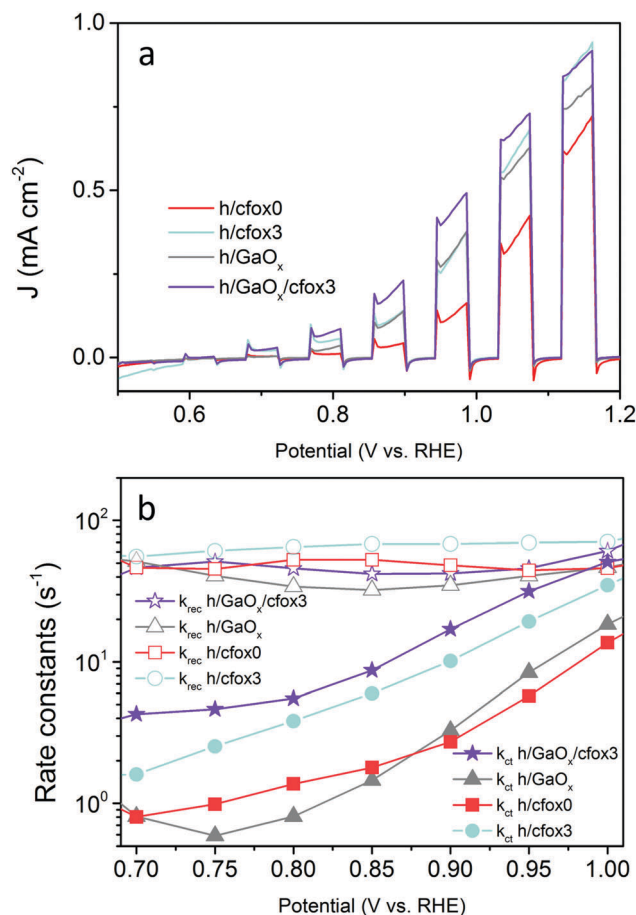 a
1.0
0.5
0.0
J (mA cm⁻²)
h/cfox0
h/cfox3
h/GaOₓ
h/GaOₓ/cfox3
0.6 0.8 1.0 1.2
Potential (V vs. RHE)
b
10²
10¹
10⁰
Rate constants (s⁻¹)
k_rec h/GaOₓ/cfox3
k_rec h/GaOₓ
k_rec h/cfox0
k_rec h/cfox3
k_ct h/GaOₓ/cfox3
k_ct h/GaOₓ
k_ct h/cfox0
k_ct h/cfox3
0.70 0.75 0.80 0.85 0.90 0.95 1.00
Potential (V vs. RHE)